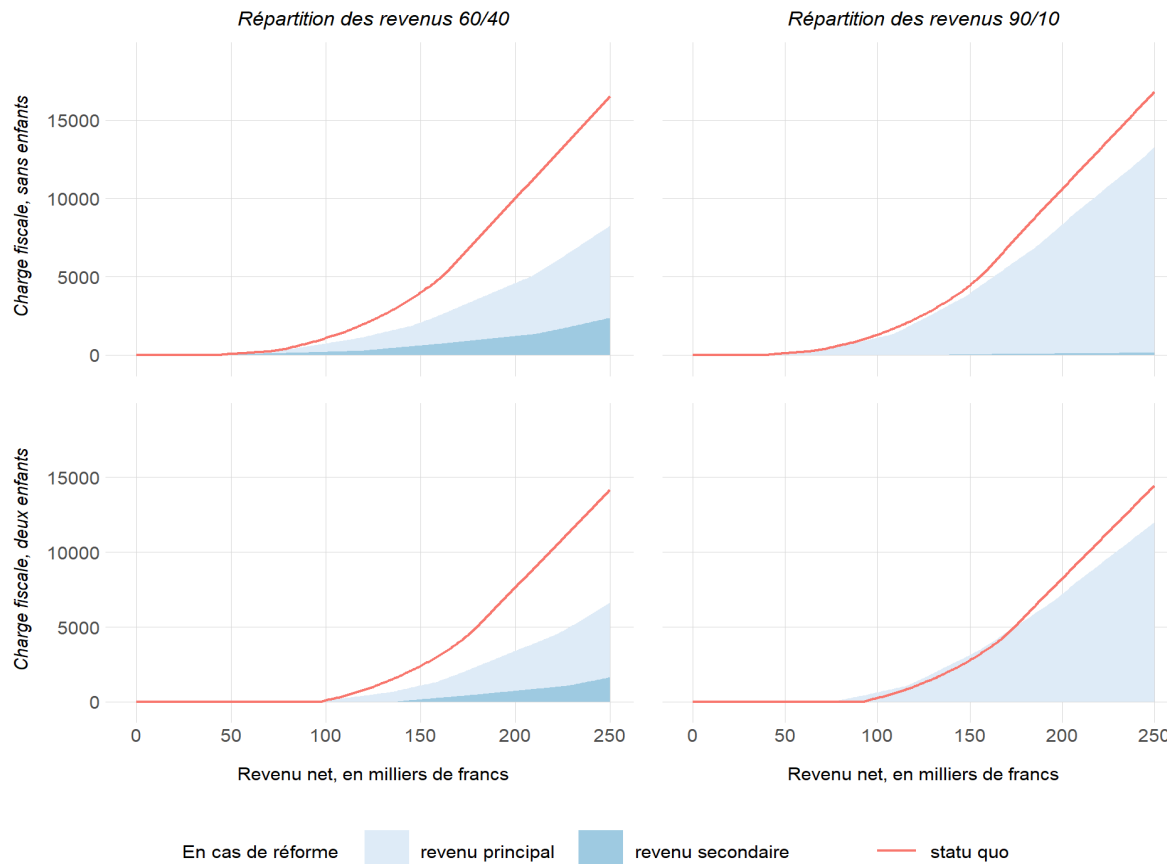 Répartition des revenus 60/40
Répartition des revenus 90/10
Charge fiscale, sans enfants
15000
10000
5000
0
Charge fiscale, deux enfants
15000
10000
5000
0
0 50 100 150 200 250
0 50 100 150 200 250
Revenu net, en milliers de francs
Revenu net, en milliers de francs
En cas de réforme revenu principal revenu secondaire statu quo